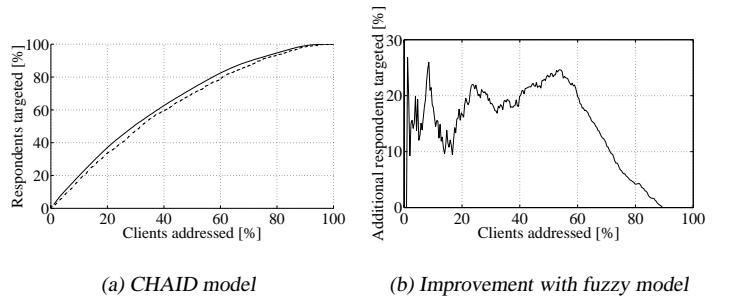 Respondents targeted [%]
100
80
60
40
20
0
0 20 40 60 80 100
Clients addressed [%]
(a) CHAID model
Additional respondents targeted [%]
30
20
10
0
0 20 40 60 80 100
Clients addressed [%]
(b) Improvement with fuzzy model